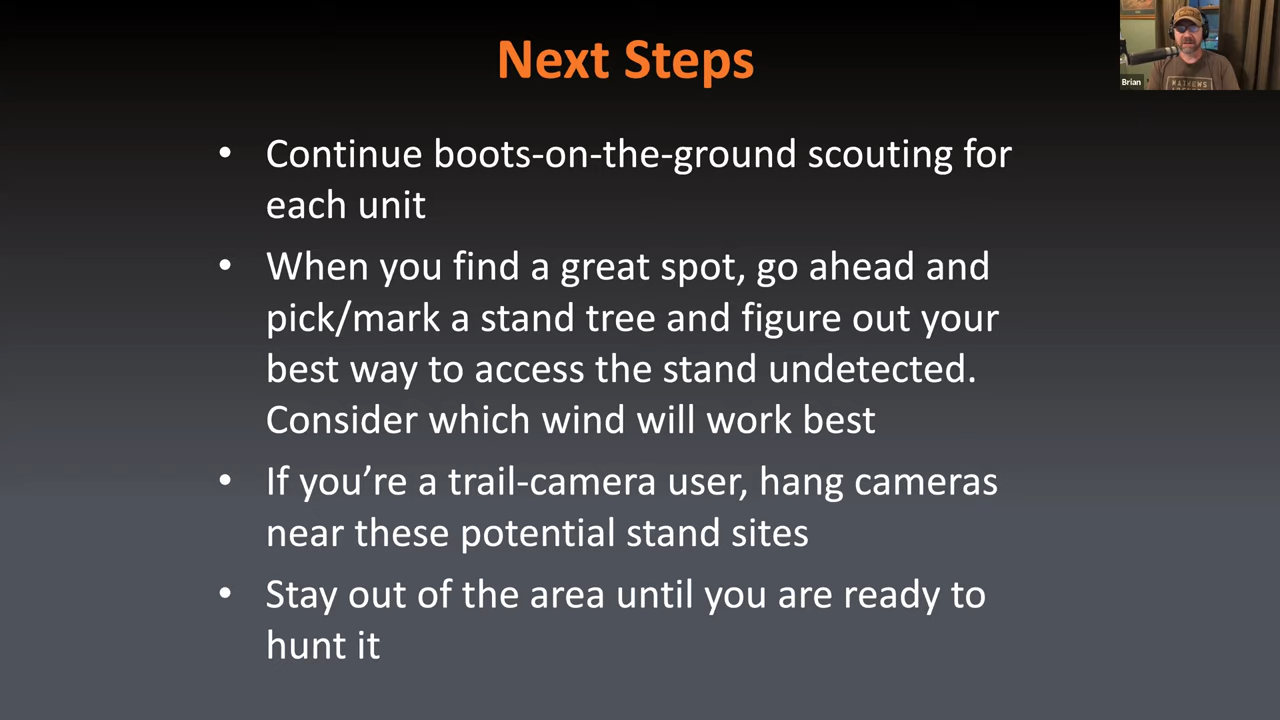 Next Steps
Brian
MATHEWS
• Continue boots-on-the-ground scouting for
each unit
• When you find a great spot, go ahead and
pick/mark a stand tree and figure out your
best way to access the stand undetected.
Consider which wind will work best
• If you’re a trail-camera user, hang cameras
near these potential stand sites
• Stay out of the area until you are ready to
hunt it